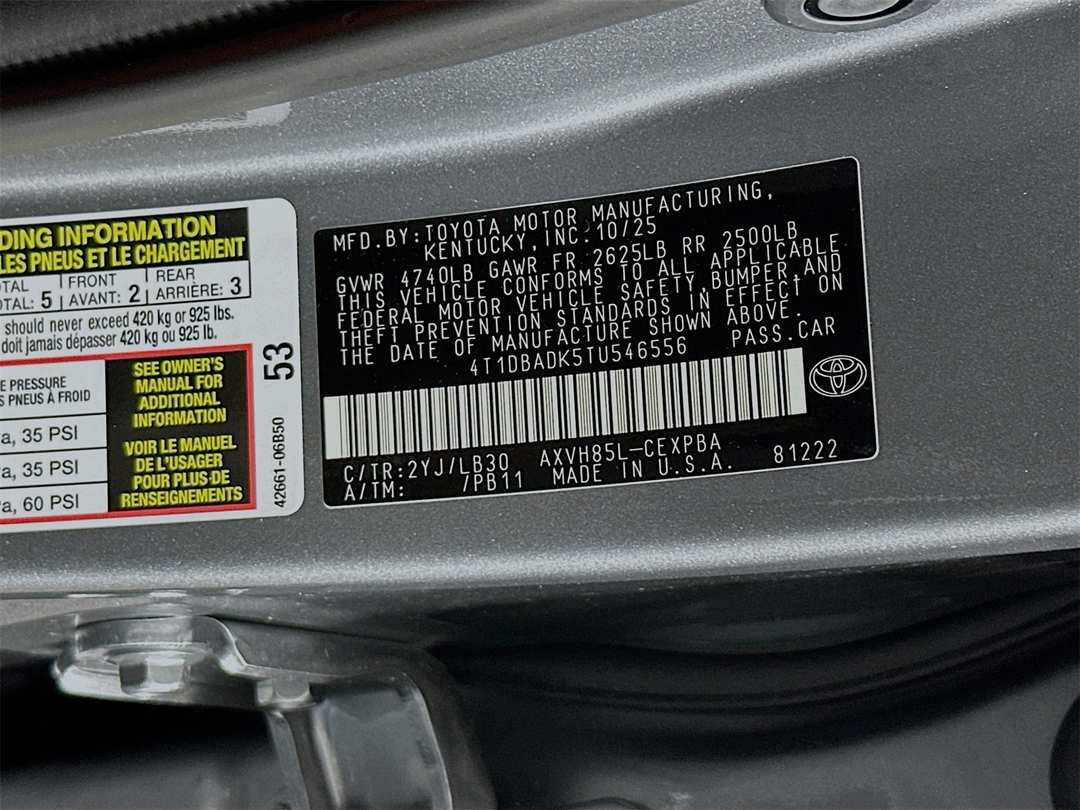 DING INFORMATION
LES PNEUS ET LE CHARGEMENT
OTAL FRONT REAR
TAL: 5 AVANT: 2 ARRIÈRE: 3
should never exceed 420 kg or 925 lbs.
doit jamais dépasser 420 kg ou 925 lb.
E PRESSURE
S PNEUS À FROID
a, 35 PSI
a, 35 PSI
a, 60 PSI
SEE OWNER'S
MANUAL FOR
ADDITIONAL
INFORMATION
VOIR LE MANUEL
DE L'USAGER
POUR PLUS DE
RENSEIGNEMENTS
53
42661-06B50
MFD.BY:TOYOTA MOTOR MANUFACTURING,
KENTUCKY,INC.10/25
GVWR 4740LB GAWR FR 2625LB RR 2500LB
THIS VEHICLE CONFORMS TO ALL APPLICABLE
FEDERAL MOTOR VEHICLE SAFETY,BUMPER,AND
THEFT PREVENTION STANDARDS IN EFFECT ON
THE DATE OF MANUFACTURE SHOWN ABOVE.
4T1DBADK5TU546556 PASS.CAR
C/TR:2YJ/LB30 AXVH85L-CEXPBA
A/TM: /PB11 MADE IN U.S.A. 81222